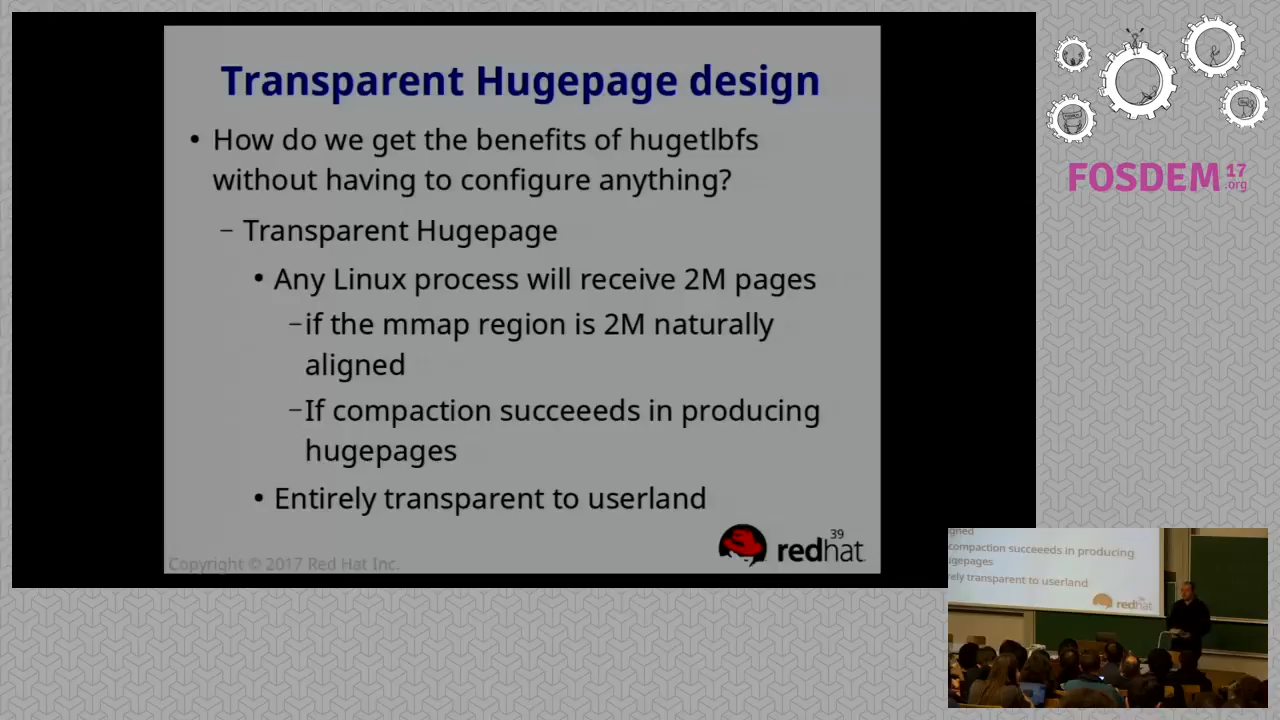 Transparent Hugepage design
• How do we get the benefits of hugetlbfs
without having to configure anything?
– Transparent Hugepage
• Any Linux process will receive 2M pages
–if the mmap region is 2M naturally
aligned
–If compaction succeeeds in producing
hugepages
• Entirely transparent to userland
39
redhat.
Copyright © 2017 Red Hat Inc.
FOSDEM 17
.org
compaction succeeeds in producing
transparent to userland
redhat